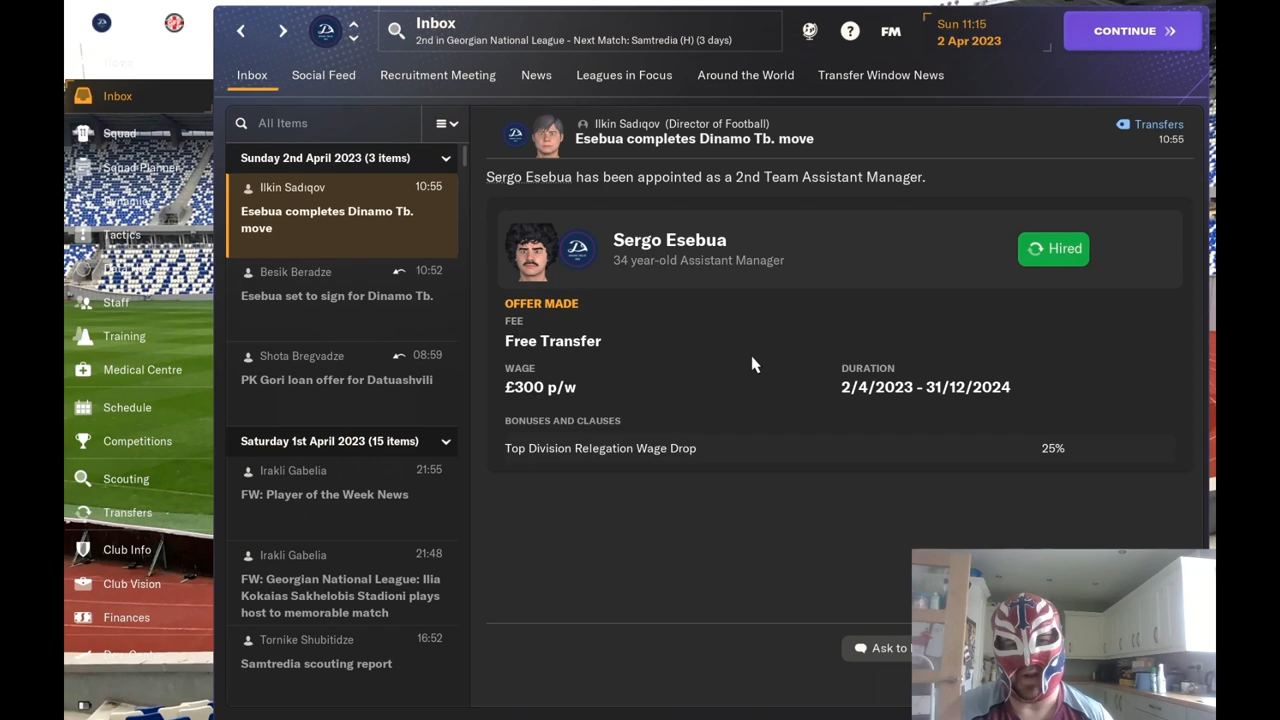 Inbox
2nd in Georgian National League - Next Match: Samtredia (H) (3 days)
FM
Sun 11:15
2 Apr 2023
CONTINUE
Inbox
Social Feed
Recruitment Meeting
News
Leagues in Focus
Around the World
Transfer Window News
Inbox
Squad
Squad Planner
Dynamics
Tactics
Data Hub
Staff
Training
Medical Centre
Schedule
Competitions
Scouting
Transfers
Club Info
Club Vision
Finances
All Items
Sunday 2nd April 2023 (3 items)
Ilkin Sadıqov
10:55
Esebua completes Dinamo Tb.
move
Besik Beradze
10:52
Esebua set to sign for Dinamo Tb.
Shota Bregvadze
08:59
PK Gori loan offer for Datuashvili
Saturday 1st April 2023 (15 items)
Irakli Gabelia
21:55
FW: Player of the Week News
Irakli Gabelia
21:48
FW: Georgian National League: Ilia
Kokaias Sakhelobis Stadioni plays
host to memorable match
Tornike Shubitidze
16:52
Samtredia scouting report
Ilkin Sadıqov (Director of Football)
Esebua completes Dinamo Tb. move
Transfers
10:55
Sergo Esebua has been appointed as a 2nd Team Assistant Manager.
Sergo Esebua
34 year-old Assistant Manager
Hired
OFFER MADE
FEE
Free Transfer
WAGE
£300 p/w
DURATION
2/4/2023 - 31/12/2024
BONUSES AND CLAUSES
Top Division Relegation Wage Drop
25%
Ask to